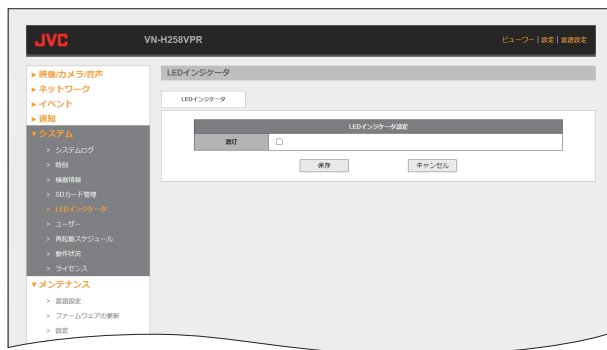 JVC
VN-H258VPR
ビューワー | 設定 | 言語設定
▶映像/カメラ/音声
▶ネットワーク
▶イベント
▶通知
▼システム
> システムログ
> 時刻
> 機器情報
> SDカード管理
> LEDインジケータ
> ユーザー
> 再起動スケジュール
> 動作状況
> ライセンス
▼メンテナンス
> 言語設定
> ファームウェアの更新
> 設定
LEDインジケータ
LEDインジケータ
LEDインジケータ設定
消灯
保存
キャンセル